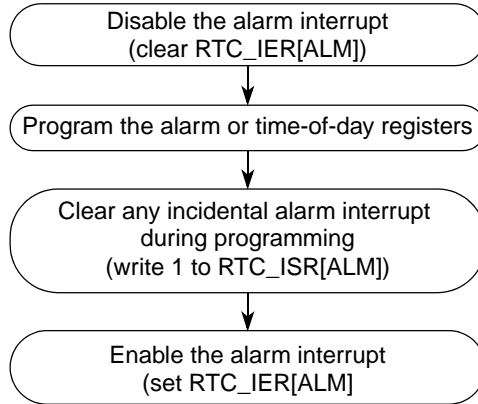 Disable the alarm interrupt
(clear RTC_IER[ALM])
Program the alarm or time-of-day registers
Clear any incidental alarm interrupt
during programming
(write 1 to RTC_ISR[ALM])
Enable the alarm interrupt
(set RTC_IER[ALM]